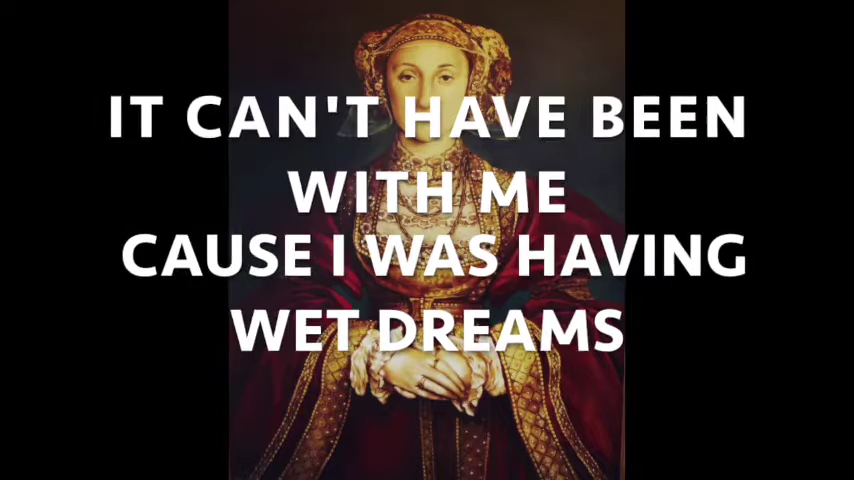 IT CAN'T HAVE BEEN
WITH ME
CAUSE I WAS HAVING
WET DREAMS